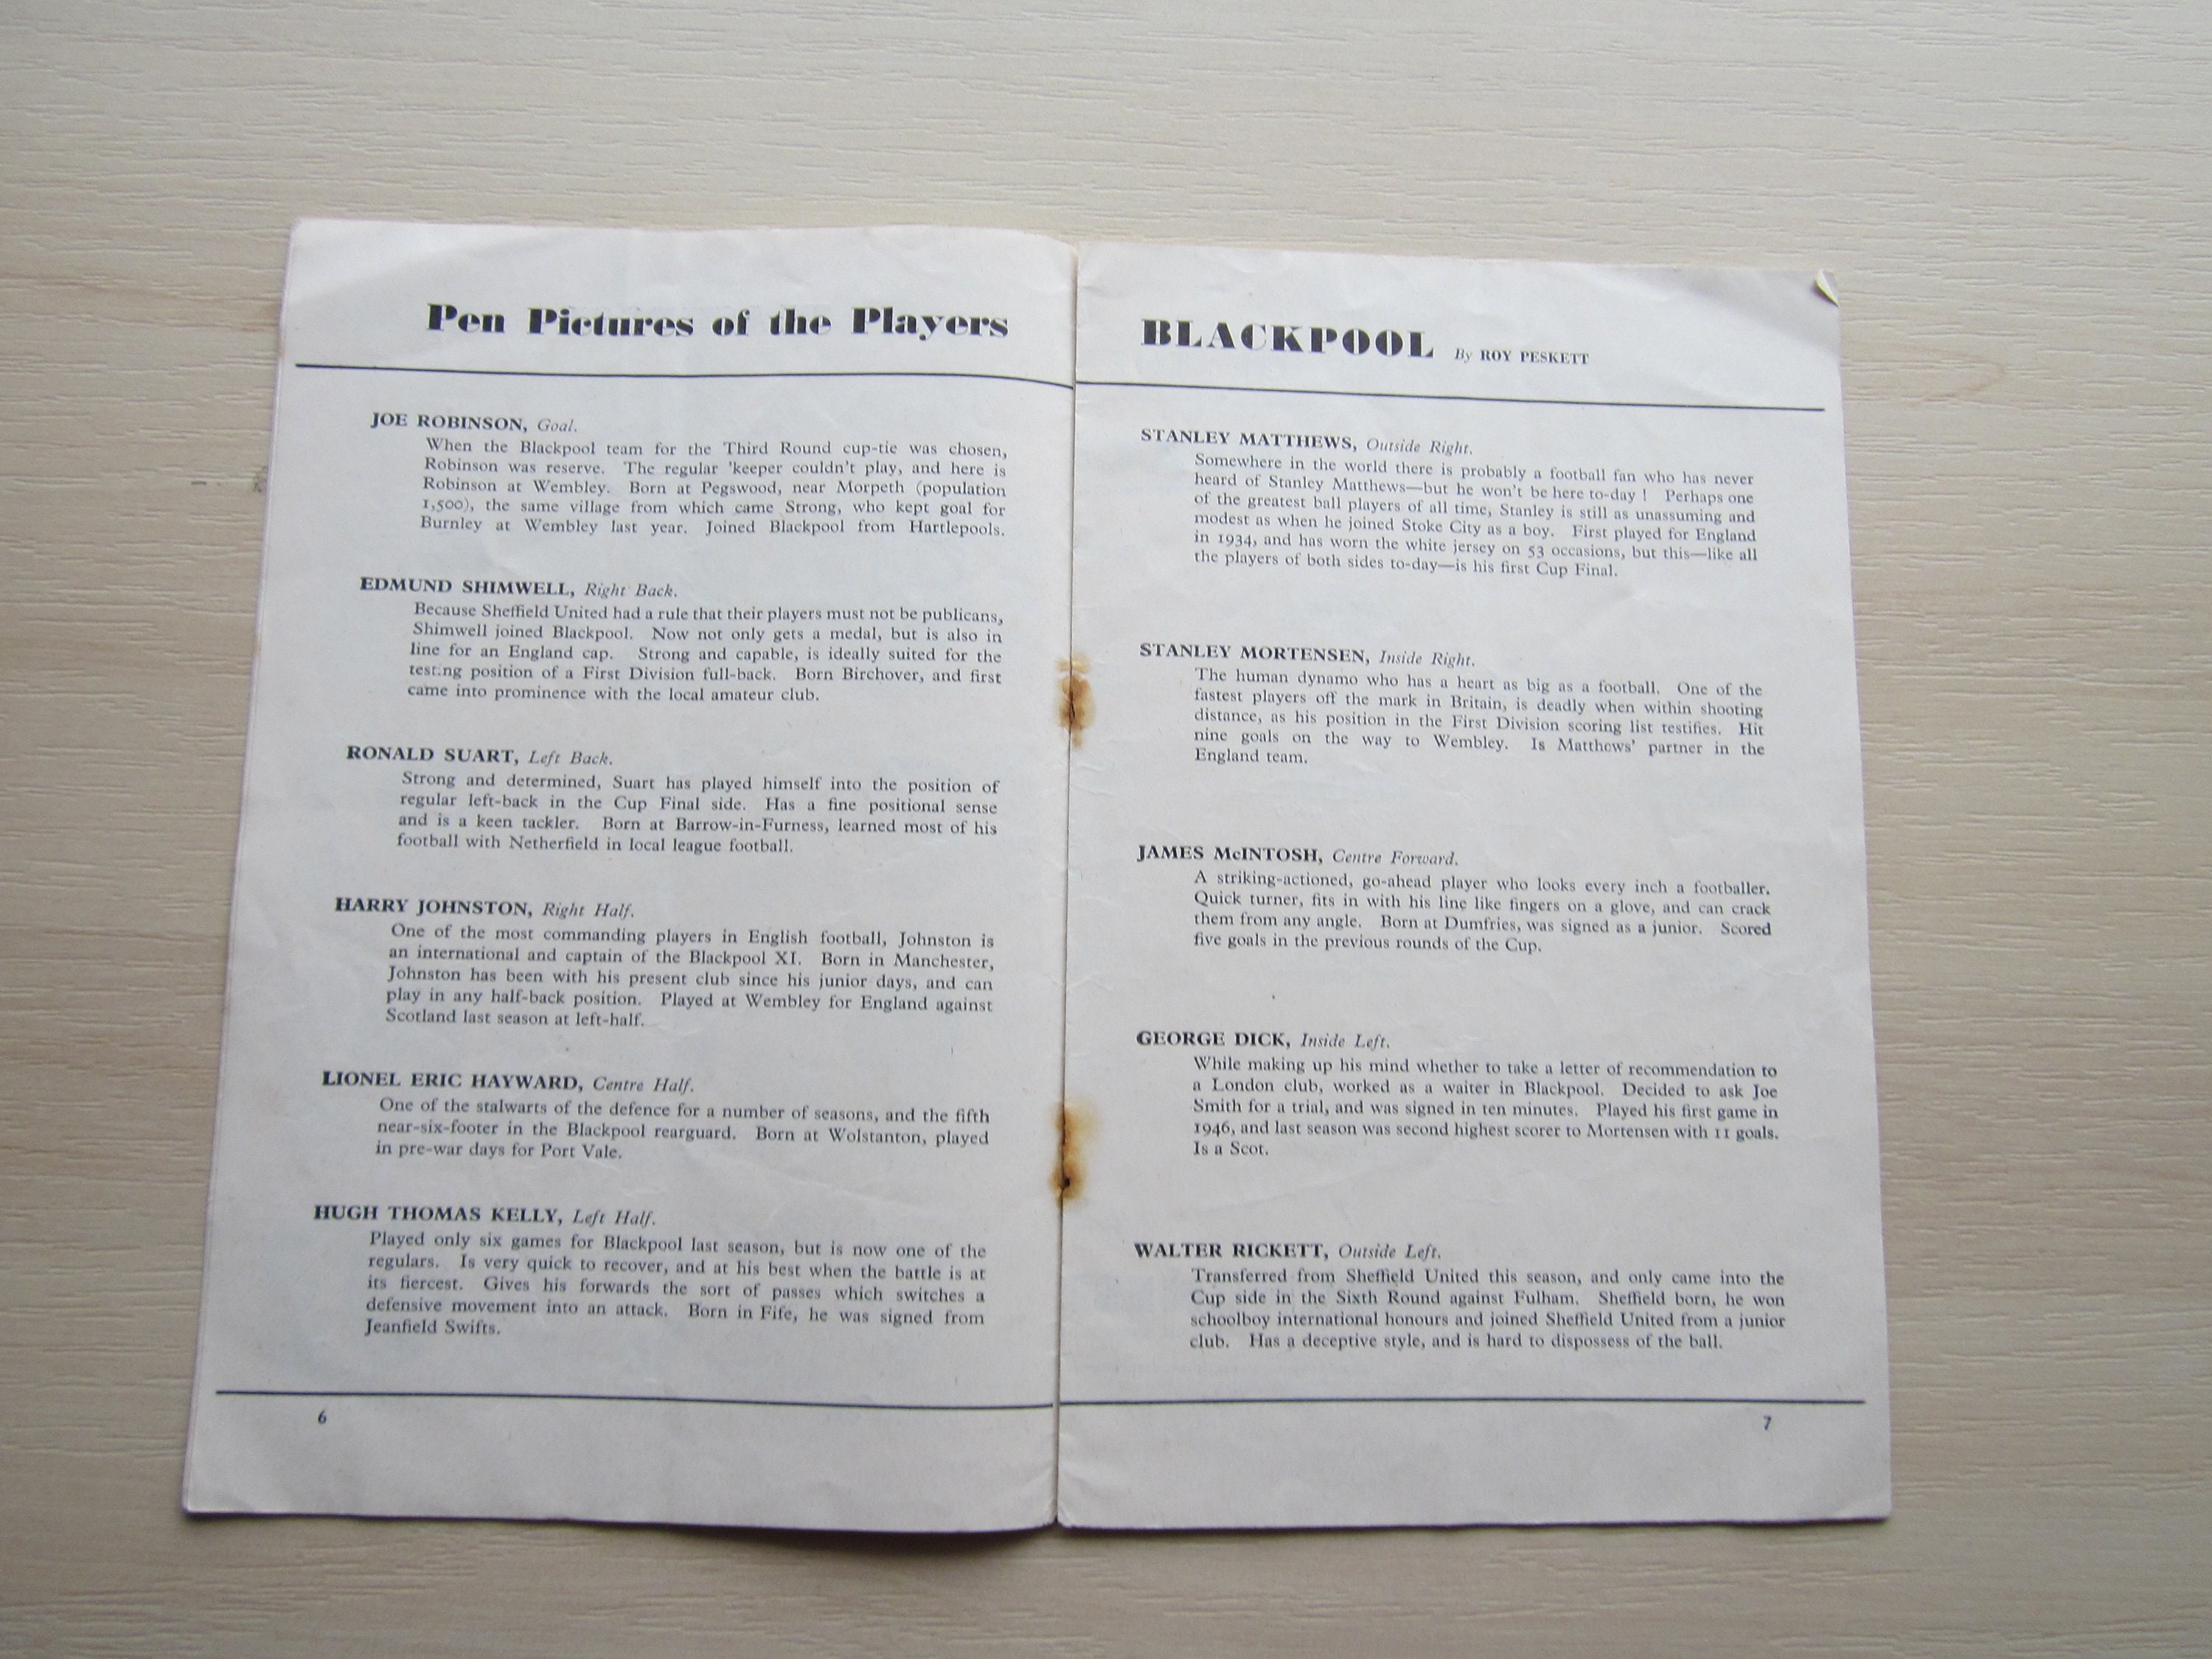 Pen Pictures of the Players
JOE ROBINSON, Goal.
When the Blackpool team for the Third Round cup-tie was chosen,
Robinson was reserve. The regular 'keeper couldn't play, and here is
Robinson at Wembley. Born at Pegswood, near Morpeth (population
1,500), the same village from which came Strong, who kept goal for
Burnley at Wembley last year. Joined Blackpool from Hartlepools.
EDMUND SHIMWELL, Right Back.
Because Sheffield United had a rule that their players must not be publicans,
Shimwell joined Blackpool. Now not only gets a medal, but is also in
line for an England cap. Strong and capable, is ideally suited for the
testing position of a First Division full-back. Born Birchover, and first
came into prominence with the local amateur club.
RONALD SUART, Left Back.
Strong and determined, Suart has played himself into the position of
regular left-back in the Cup Final side. Has a fine positional sense
and is a keen tackler. Born at Barrow-in-Furness, learned most of his
football with Netherfield in local league football.
HARRY JOHNSTON, Right Half.
One of the most commanding players in English football, Johnston is
an international and captain of the Blackpool XI. Born in Manchester,
Johnston has been with his present club since his junior days, and can
play in any half-back position. Played at Wembley for England against
Scotland last season at left-half.
LIONEL ERIC HAYWARD, Centre Half.
One of the stalwarts of the defence for a number of seasons, and the fifth
near-six-footer in the Blackpool rearguard. Born at Wolstanton, played
in pre-war days for Port Vale.
HUGH THOMAS KELLY, Left Half.
Played only six games for Blackpool last season, but is now one of the
regulars. Is very quick to recover, and at his best when the battle is at
its fiercest. Gives his forwards the sort of passes which switches a
defensive movement into an attack. Born in Fife, he was signed from
Jeanfield Swifts.
6
BLACKPOOL By ROY PESKETT
STANLEY MATTHEWS, Outside Right.
Somewhere in the world there is probably a football fan who has never
heard of Stanley Matthews—but he won't be here to-day ! Perhaps one
of the greatest ball players of all time, Stanley is still as unassuming and
modest as when he joined Stoke City as a boy. First played for England
in 1934, and has worn the white jersey on 53 occasions, but this—like all
the players of both sides to-day—is his first Cup Final.
STANLEY MORTENSEN, Inside Right.
The human dynamo who has a heart as big as a football. One of the
fastest players off the mark in Britain, is deadly when within shooting
distance, as his position in the First Division scoring list testifies. Hit
nine goals on the way to Wembley. Is Matthews' partner in the
England team.
JAMES McINTOSH, Centre Forward.
A striking-actioned, go-ahead player who looks every inch a footballer.
Quick turner, fits in with his line like fingers on a glove, and can crack
them from any angle. Born at Dumfries, was signed as a junior. Scored
five goals in the previous rounds of the Cup.
GEORGE DICK, Inside Left.
While making up his mind whether to take a letter of recommendation to
a London club, worked as a waiter in Blackpool. Decided to ask Joe
Smith for a trial, and was signed in ten minutes. Played his first game in
1946, and last season was second highest scorer to Mortensen with 11 goals.
Is a Scot.
WALTER RICKETT, Outside Left.
Transferred from Sheffield United this season, and only came into the
Cup side in the Sixth Round against Fulham. Sheffield born, he won
schoolboy international honours and joined Sheffield United from a junior
club. Has a deceptive style, and is hard to dispossess of the ball.
7